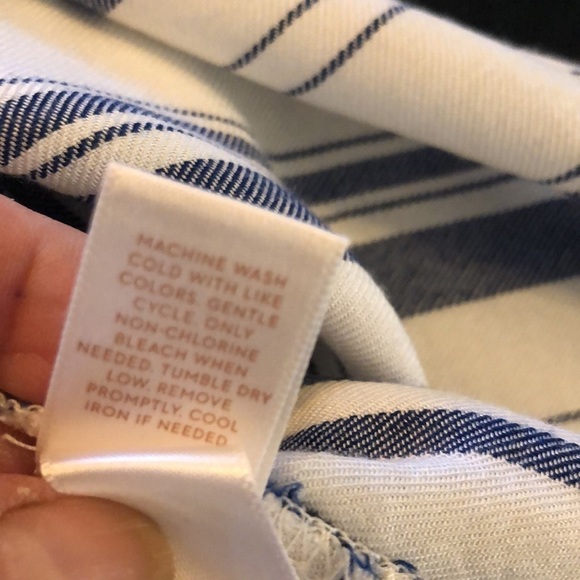 MACHINE WASH
COLD WITH LIKE
COLORS. GENTLE
CYCLE. ONLY
NON-CHLORINE
BLEACH WHEN
NEEDED. TUMBLE DRY
LOW. REMOVE
PROMPTLY. COOL
IRON IF NEEDED